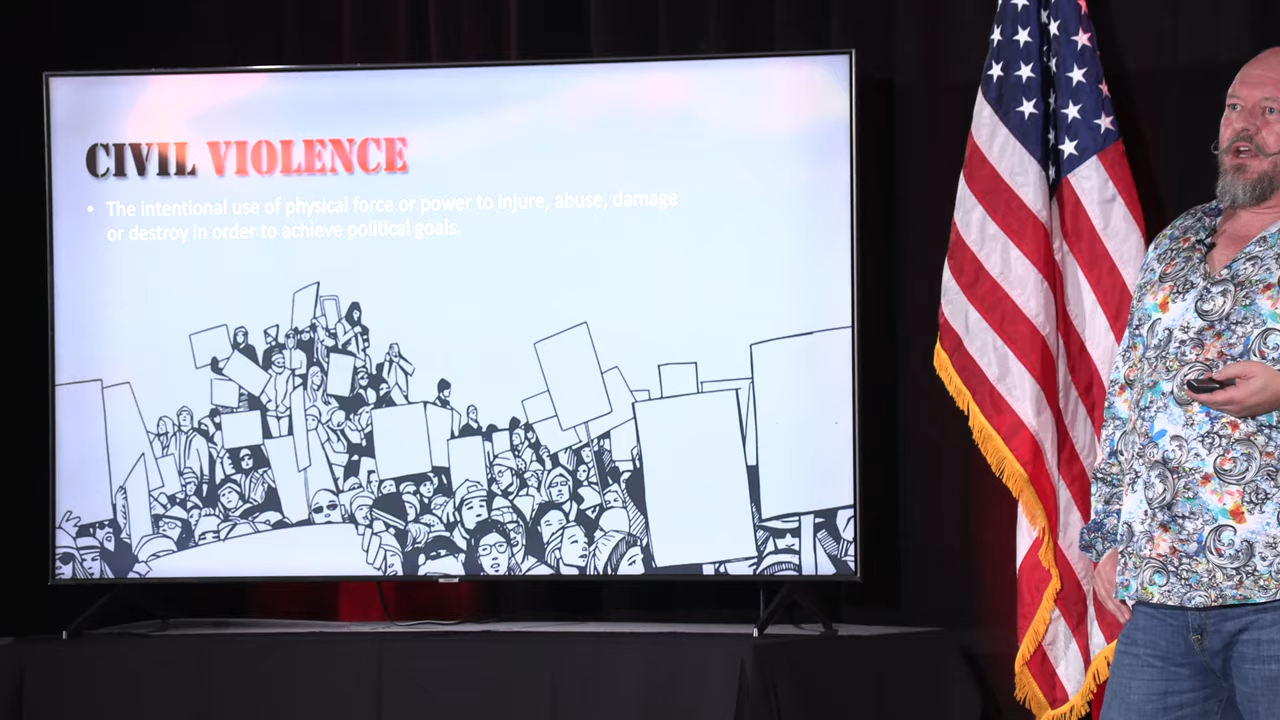 CIVIL VIOLENCE
• The intentional use of physical force or power to injure, abuse, damage
or destroy in order to achieve political goals.